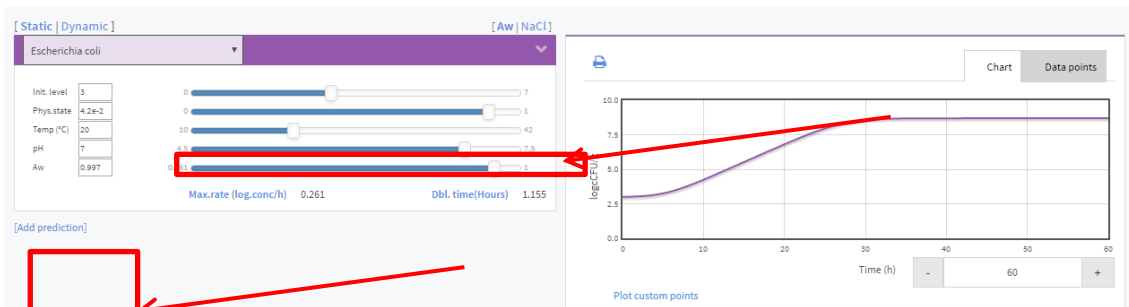 [ Static | Dynamic ]
[ Aw | NaCl ]
Escherichia coli
Init. level 3 0 7
Phys.state 4.2e-2 0 1
Temp (°C) 20 10 42
pH 7 4.5 7.5
Aw 0.997 1
Max.rate (log.conc/h) 0.261 Dbl. time(Hours) 1.155
[Add prediction]
Chart Data points
10.0
7.5
5.0
2.5
0.0
0 10 20 30 40 50 60
Time (h) - 60 +
Plot custom points